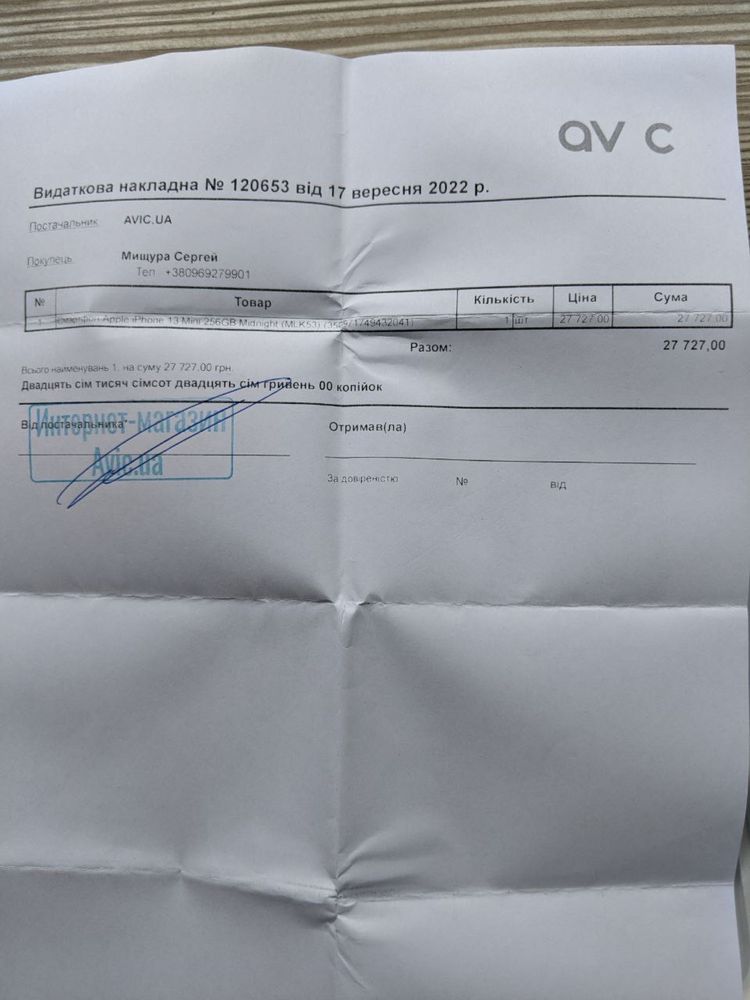 av c
Видаткова накладна № 120653 від 17 вересня 2022 р.
Постачальник AVIC.UA
Покупець Мищура Сергей
Тел +380969279901
№ Товар Кількість Ціна Сума
1 Смартфон Apple iPhone 13 Mini 256GB Midnight (MLK53) 1 шт 27 727,00 27 727,00
Разом: 27 727,00
Всього найменувань 1, на суму 27 727,00 грн.
Двадцять сім тисяч сімсот двадцять сім гривень 00 копійок
Від постачальника* Отримав(ла)
Интернет-магазин
Avic.ua
За довіреністю № від